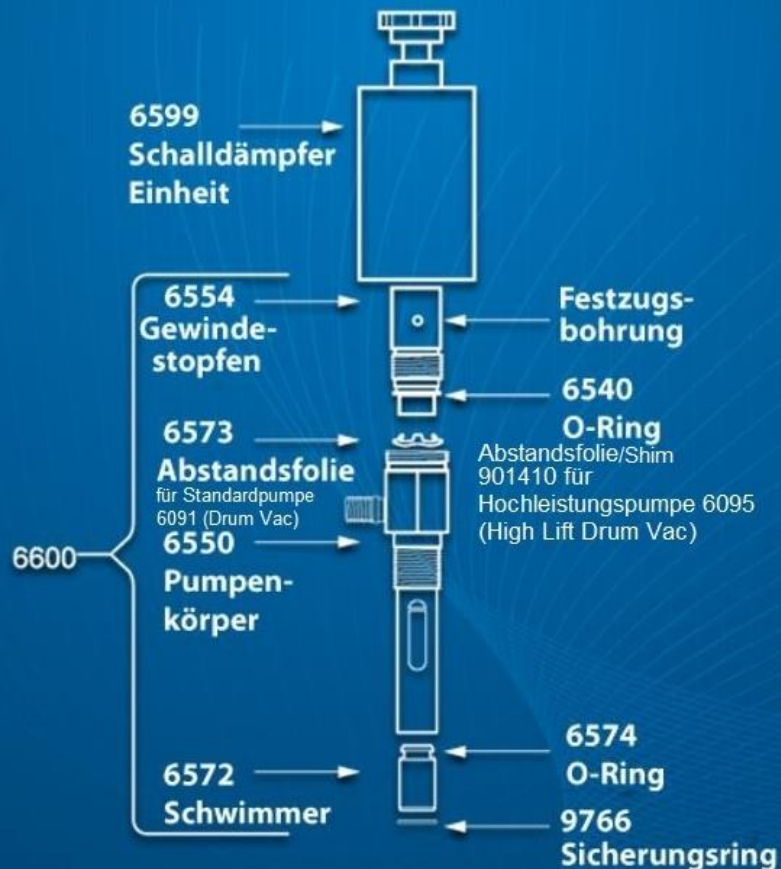 6599
Schalldämpfer
Einheit
6554
Gewinde-
stopfen
Festzugs-
bohrung
6540
O-Ring
6573
Abstandsfolie
für Standardpumpe
6091 (Drum Vac)
Abstandsfolie/Shim
901410 für
Hochleistungspumpe 6095
(High Lift Drum Vac)
6600
6550
Pumpen-
körper
6574
O-Ring
6572
Schwimmer
9766
Sicherungsring